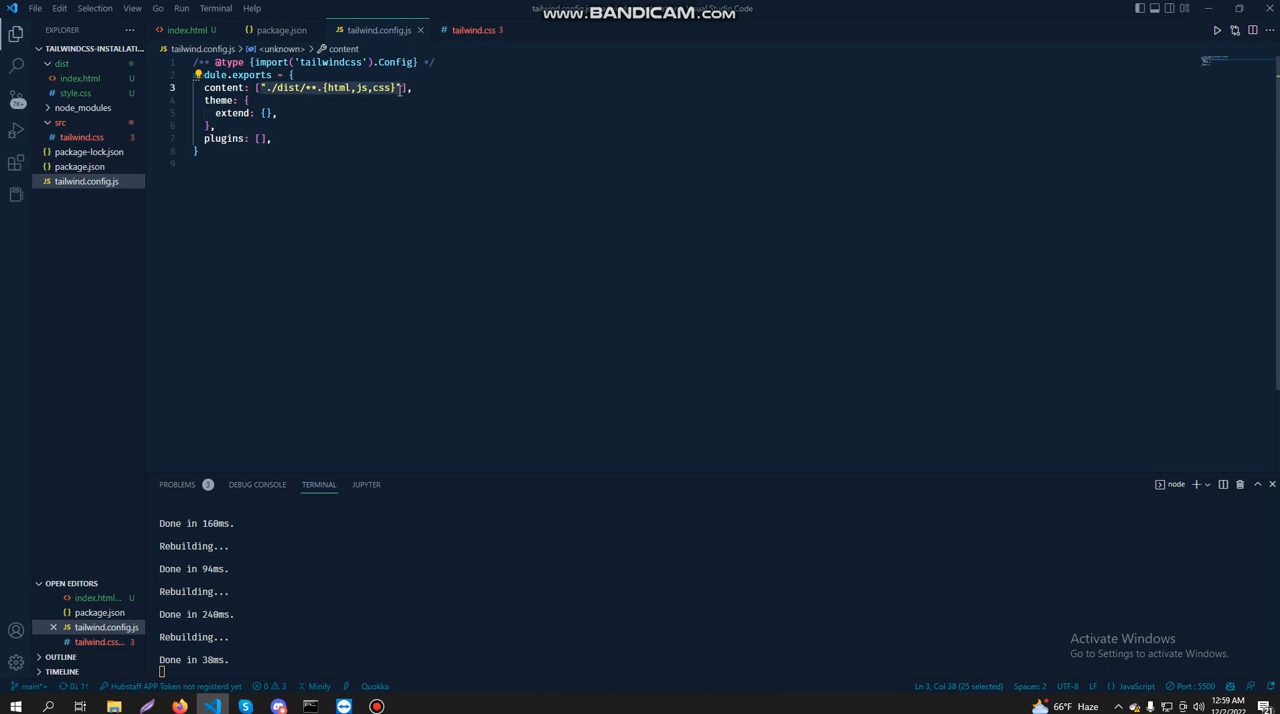 File Edit Selection View Go Run Terminal Help
www.BANDICAM.com
EXPLORER
TAILWINDCSS-INSTALLATI...
dist
index.html U
style.css U
node_modules
src
tailwind.css 3
package-lock.json
package.json
tailwind.config.js
OPEN EDITORS
index.html... U
package.json
tailwind.config.js
tailwind.css... 3
OUTLINE
TIMELINE
index.html U package.json tailwind.config.js tailwind.css 3
tailwind.config.js > <unknown> > content
1 /** @type {import('tailwindcss').Config} */
2 dule.exports = {
3 content: ["./dist/**.{html,js,css}"],
4 theme: {
5 extend: {},
6 },
7 plugins: [],
8 }
9
PROBLEMS 3 DEBUG CONSOLE TERMINAL JUPYTER
node
Done in 160ms.
Rebuilding...
Done in 94ms.
Rebuilding...
Done in 240ms.
Rebuilding...
Done in 38ms.
Activate Windows
Go to Settings to activate Windows.
main*+ 0↓ 1↑ Hubstaff APP Token not registerd yet 0 3 Minify Quokka
Ln 3, Col 38 (25 selected) Spaces: 2 UTF-8 LF JavaScript Port : 5500
66°F Haze
12:59 AM
12/2/2022